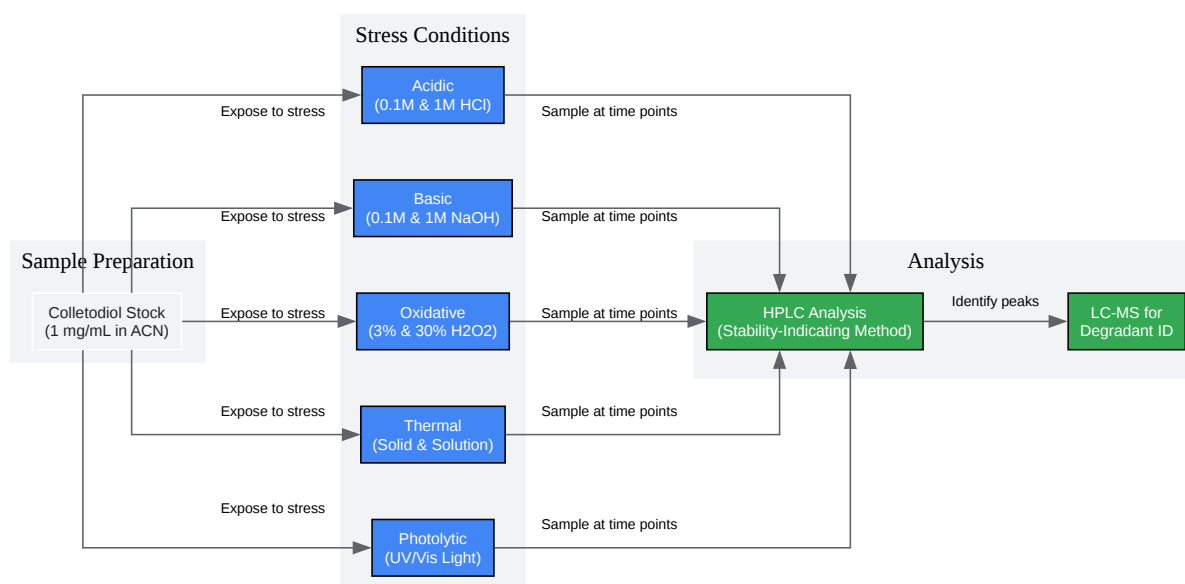 Stress Conditions
Acidic
(0.1M & 1M HCl)
Expose to stress
Sample at time points
Basic
(0.1M & 1M NaOH)
Expose to stress
Sample at time points
Sample Preparation
Analysis
Colletodiol Stock
(1 mg/mL in ACN)
Expose to stress
Oxidative
(3% & 30% H2O2)
Sample at time points
HPLC Analysis
(Stability-Indicating Method)
Identify peaks
LC-MS for
Degradant ID
Expose to stress
Thermal
(Solid & Solution)
Sample at time points
Expose to stress
Photolytic
(UV/Vis Light)
Sample at time points